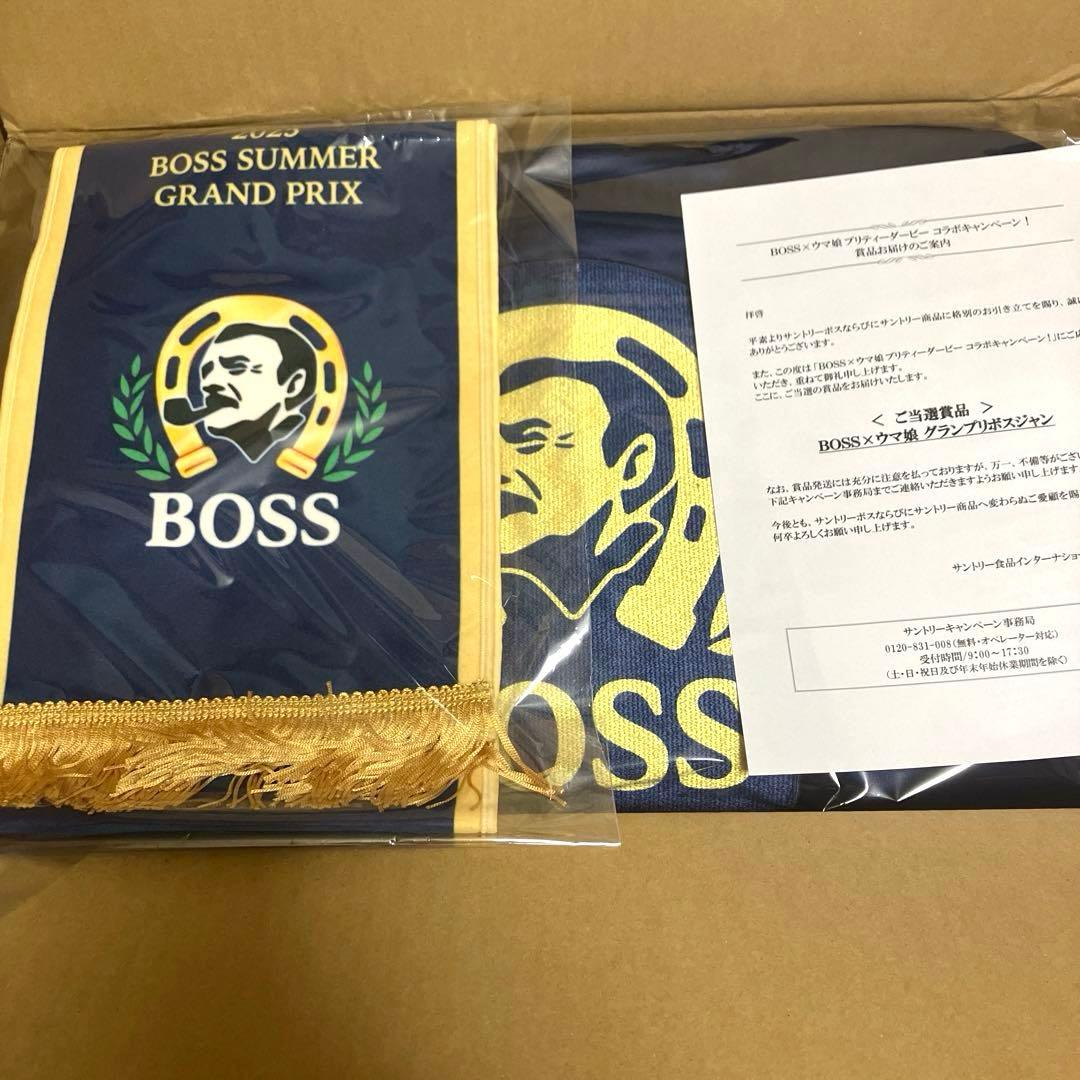 2025
BOSS SUMMER
GRAND PRIX
BOSS
OSS
BOSS×ウマ娘 プリティーダービー コラボキャンペーン！
賞品お届けのご案内
拝啓
平素よりサントリーボスならびにサントリー商品に格別のお引き立てを賜り、誠に
ありがとうございます。
また、この度は「BOSS×ウマ娘 プリティーダービー コラボキャンペーン！」にご応
いただき、重ねて御礼申し上げます。
ここに、ご当選の賞品をお届けいたします。
＜ ご当選賞品 ＞
BOSS×ウマ娘 グランプリボスジャン
なお、賞品発送には充分に注意を払っておりますが、万一、不備等がござい
下記キャンペーン事務局までご連絡いただきますようお願い申し上げます
今後とも、サントリーボスならびにサントリー商品へ変わらぬご愛顧を賜
何卒よろしくお願い申し上げます。
サントリー食品インターナショ
サントリーキャンペーン事務局
0120-831-008（無料・オペレーター対応）
受付時間/9：00～17：30
（土・日・祝日及び年末年始休業期間を除く）